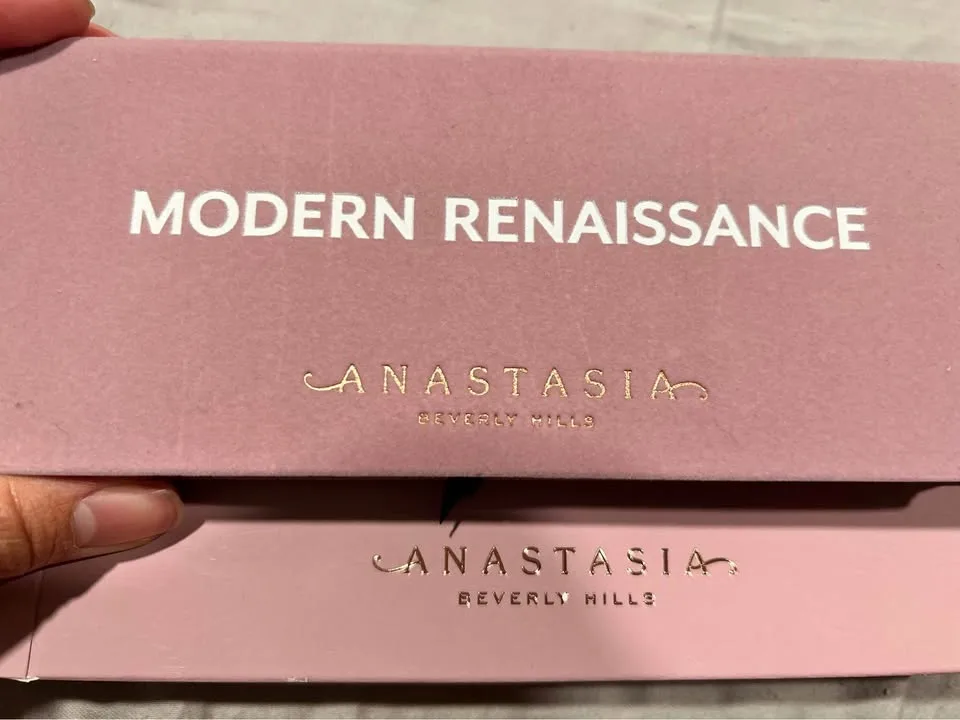 MODERN RENAISSANCE
ANASTASIA
BEVERLY HILLS
ANASTASIA
BEVERLY HILLS